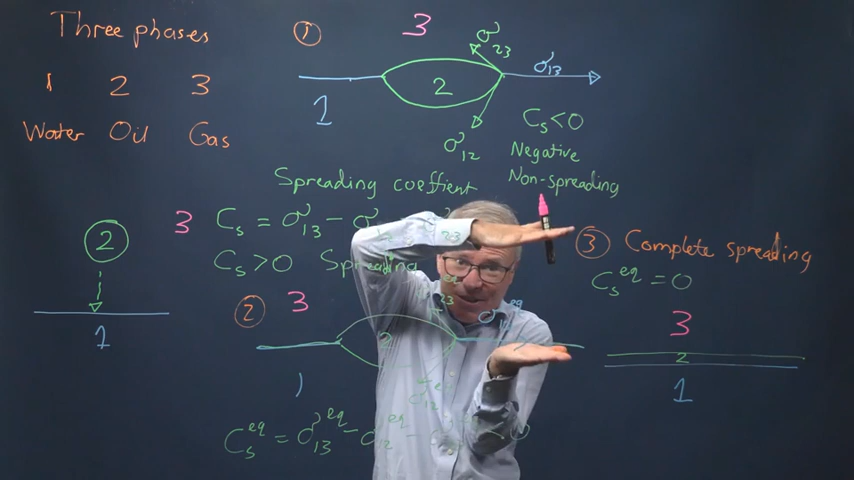 Three phases
1 2 3
Water Oil Gas
① 3
σ23
σ13
2
1
σ12
Cs<0
Negative
Non-spreading
Spreading coeffient
3 Cs = σ13 − σ
Cs>0 Spreading
2
1
② 3
2
Cs^eq = σ13^eq − σ12^eq −
③ Complete spreading
Cs^eq = 0
3
2
1